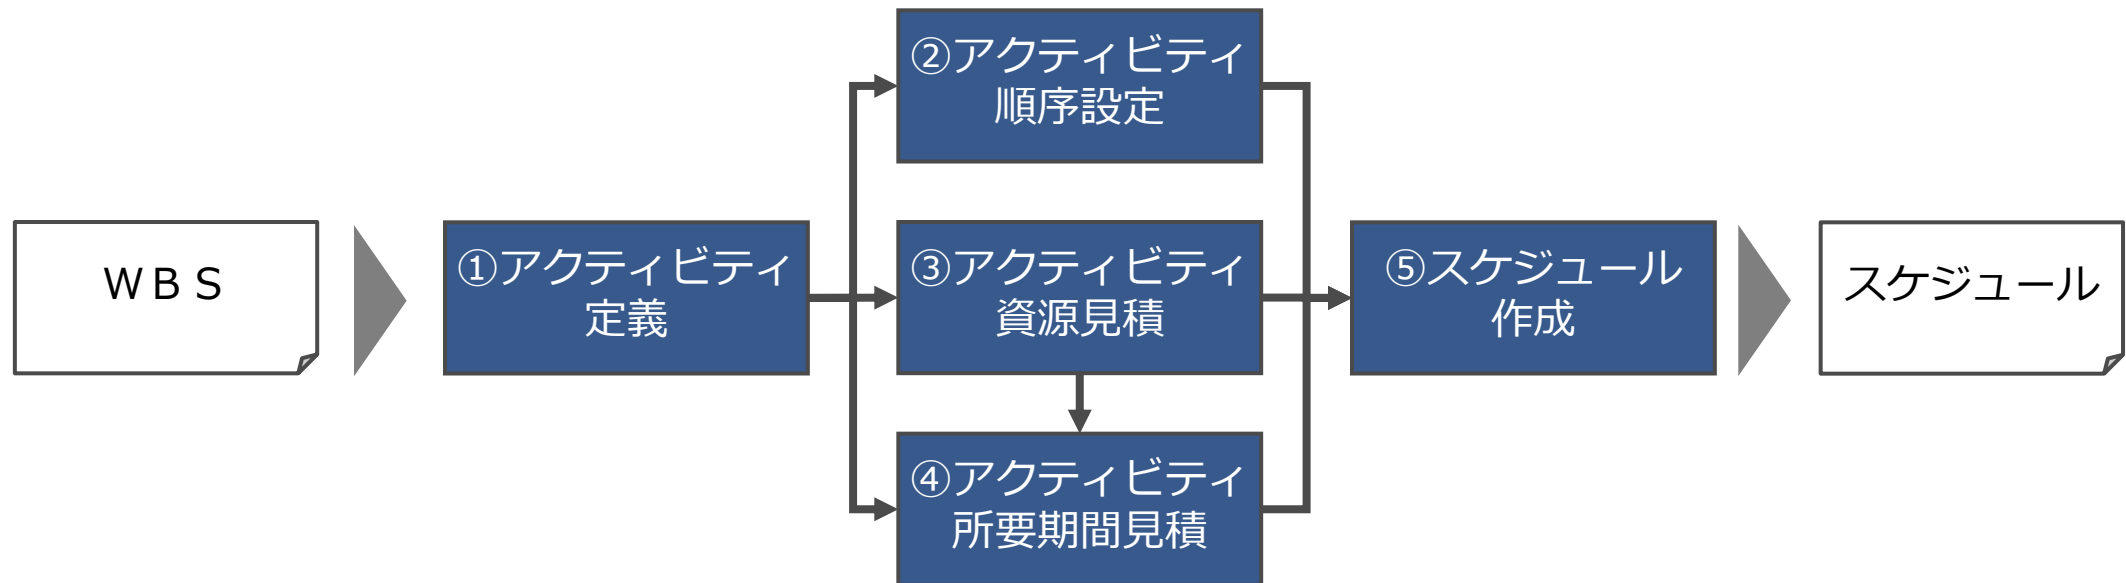 WBS
①アクティビティ
定義
②アクティビティ
順序設定
③アクティビティ
資源見積
④アクティビティ
所要期間見積
⑤スケジュール
作成
スケジュール